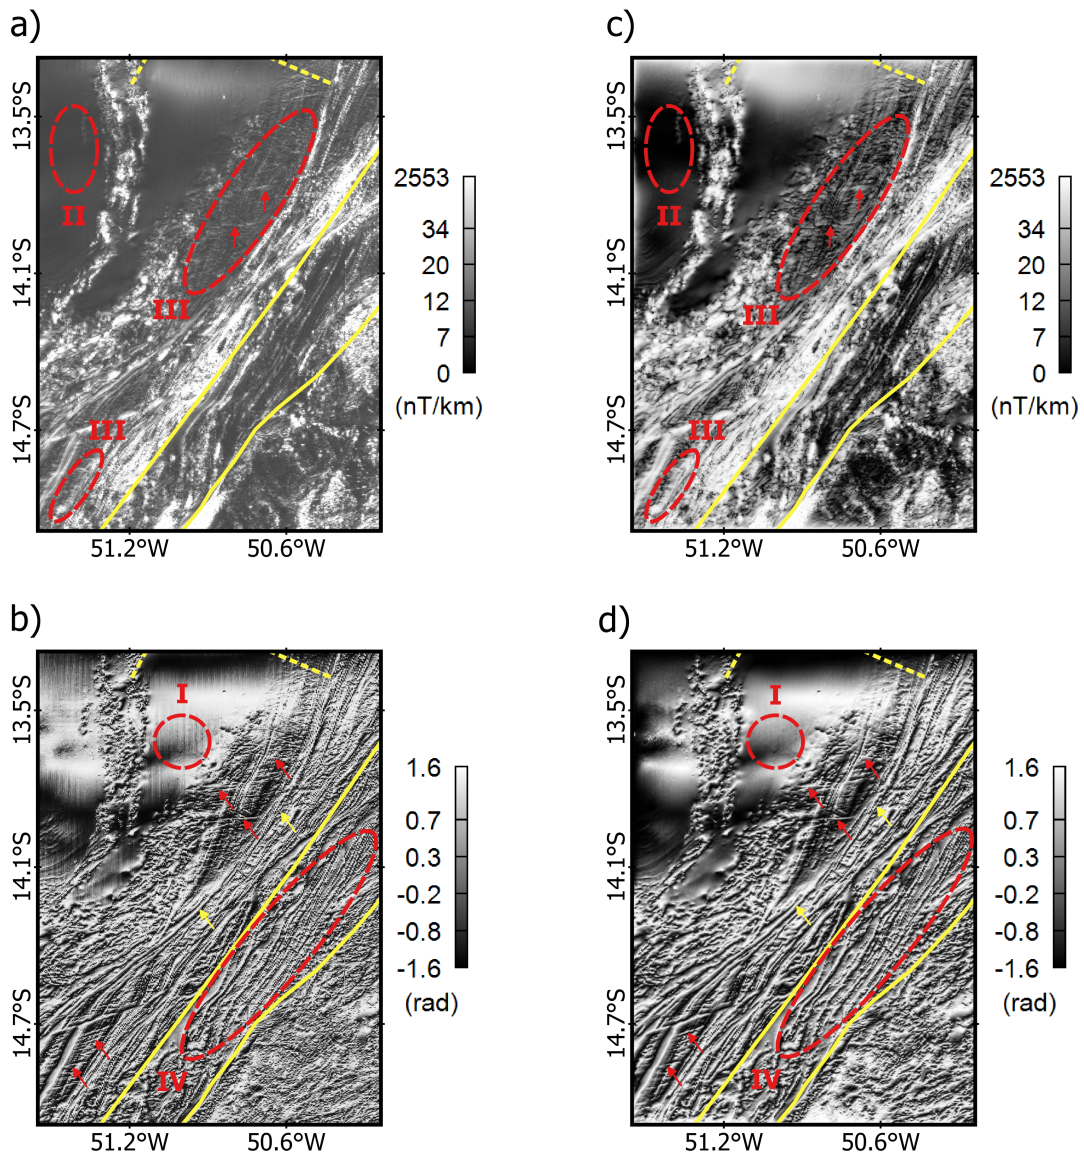 a)
13.5°S
14.1°S
14.7°S
51.2°W
50.6°W
II
III
III
2553
34
20
12
7
0
(nT/km)
c)
13.5°S
14.1°S
14.7°S
51.2°W
50.6°W
II
III
III
2553
34
20
12
7
0
(nT/km)
b)
13.5°S
14.1°S
14.7°S
51.2°W
50.6°W
I
IV
1.6
0.7
0.3
-0.2
-0.8
-1.6
(rad)
d)
13.5°S
14.1°S
14.7°S
51.2°W
50.6°W
I
IV
1.6
0.7
0.3
-0.2
-0.8
-1.6
(rad)